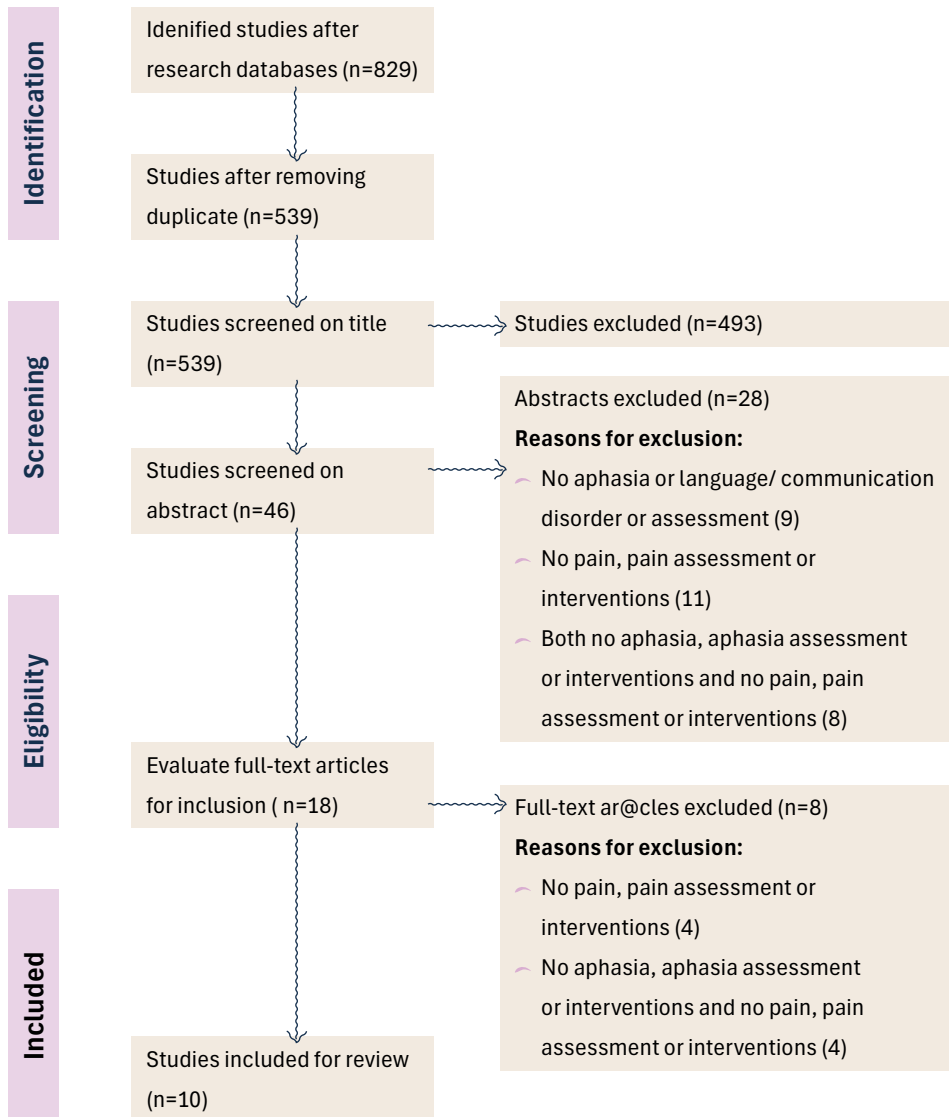 Identification
Idenified studies after
research databases (n=829)
Studies after removing
duplicate (n=539)
Screening
Studies screened on title
(n=539)
Studies excluded (n=493)
Studies screened on
abstract (n=46)
Abstracts excluded (n=28)
Reasons for exclusion:
No aphasia or language/ communication
disorder or assessment (9)
No pain, pain assessment or
interventions (11)
Both no aphasia, aphasia assessment
or interventions and no pain, pain
assessment or interventions (8)
Eligibility
Evaluate full-text articles
for inclusion ( n=18)
Full-text ar@cles excluded (n=8)
Reasons for exclusion:
No pain, pain assessment or
interventions (4)
No aphasia, aphasia assessment
or interventions and no pain, pain
assessment or interventions (4)
Included
Studies included for review
(n=10)